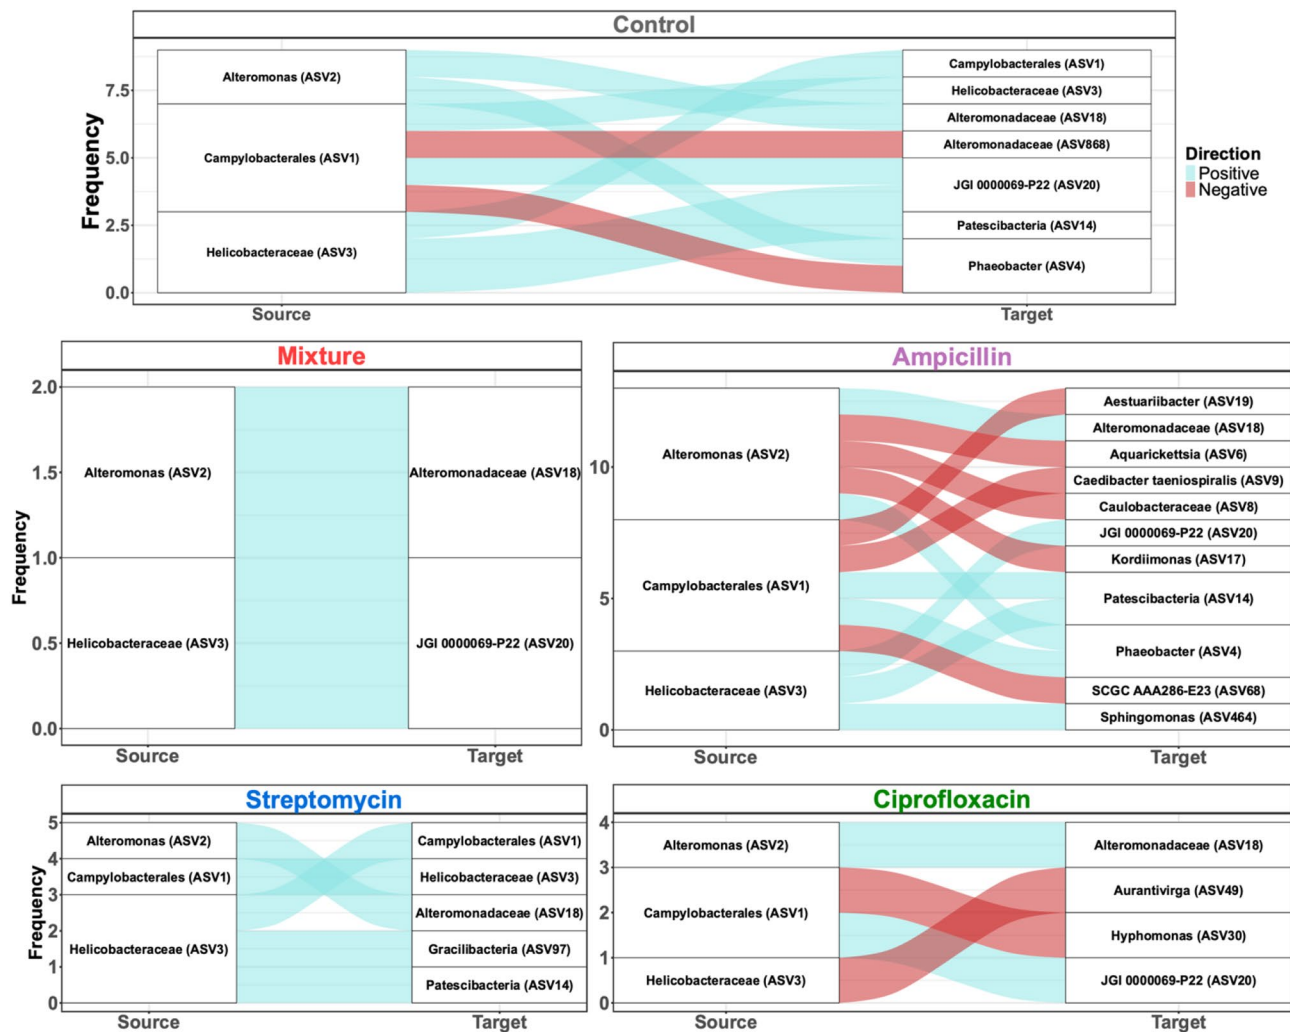 Control
Frequency
7.5
5.0
2.5
0.0
Alteromonas (ASV2)
Campylobacterales (ASV1)
Helicobacteraceae (ASV3)
Campylobacterales (ASV1)
Helicobacteraceae (ASV3)
Alteromonadaceae (ASV18)
Alteromonadaceae (ASV868)
JGI 0000069-P22 (ASV20)
Patescibacteria (ASV14)
Phaeobacter (ASV4)
Source
Target
Direction
Positive
Negative
Mixture
Frequency
2.0
1.5
1.0
0.5
0.0
Alteromonas (ASV2)
Helicobacteraceae (ASV3)
Alteromonadaceae (ASV18)
JGI 0000069-P22 (ASV20)
Source
Target
Ampicillin
10
5
0
Alteromonas (ASV2)
Campylobacterales (ASV1)
Helicobacteraceae (ASV3)
Aestuariibacter (ASV19)
Alteromonadaceae (ASV18)
Aquarickettsia (ASV6)
Caedibacter taeniospiralis (ASV9)
Caulobacteraceae (ASV8)
JGI 0000069-P22 (ASV20)
Kordiimonas (ASV17)
Patescibacteria (ASV14)
Phaeobacter (ASV4)
SCGC AAA286-E23 (ASV68)
Sphingomonas (ASV464)
Source
Target
Streptomycin
Frequency
5
4
3
2
1
0
Alteromonas (ASV2)
Campylobacterales (ASV1)
Helicobacteraceae (ASV3)
Campylobacterales (ASV1)
Helicobacteraceae (ASV3)
Alteromonadaceae (ASV18)
Gracilibacteria (ASV97)
Patescibacteria (ASV14)
Source
Target
Ciprofloxacin
4
3
2
1
0
Alteromonas (ASV2)
Campylobacterales (ASV1)
Helicobacteraceae (ASV3)
Alteromonadaceae (ASV18)
Aurantivirga (ASV49)
Hyphomonas (ASV30)
JGI 0000069-P22 (ASV20)
Source
Target